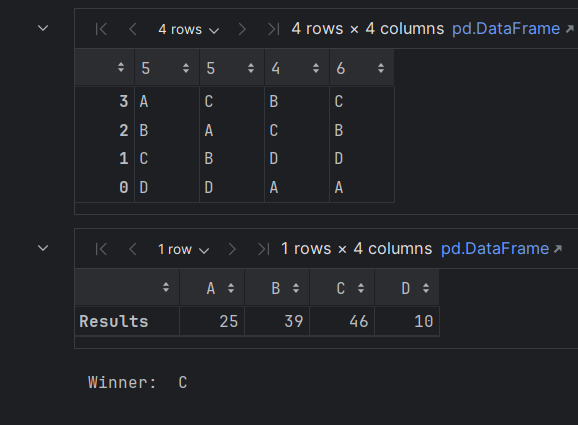 4 rows 4 rows × 4 columns pd.DataFrame
5 5 4 6
3 A C B C
2 B A C B
1 C B D D
0 D D A A
1 row 1 rows × 4 columns pd.DataFrame
A B C D
Results 25 39 46 10
Winner: C